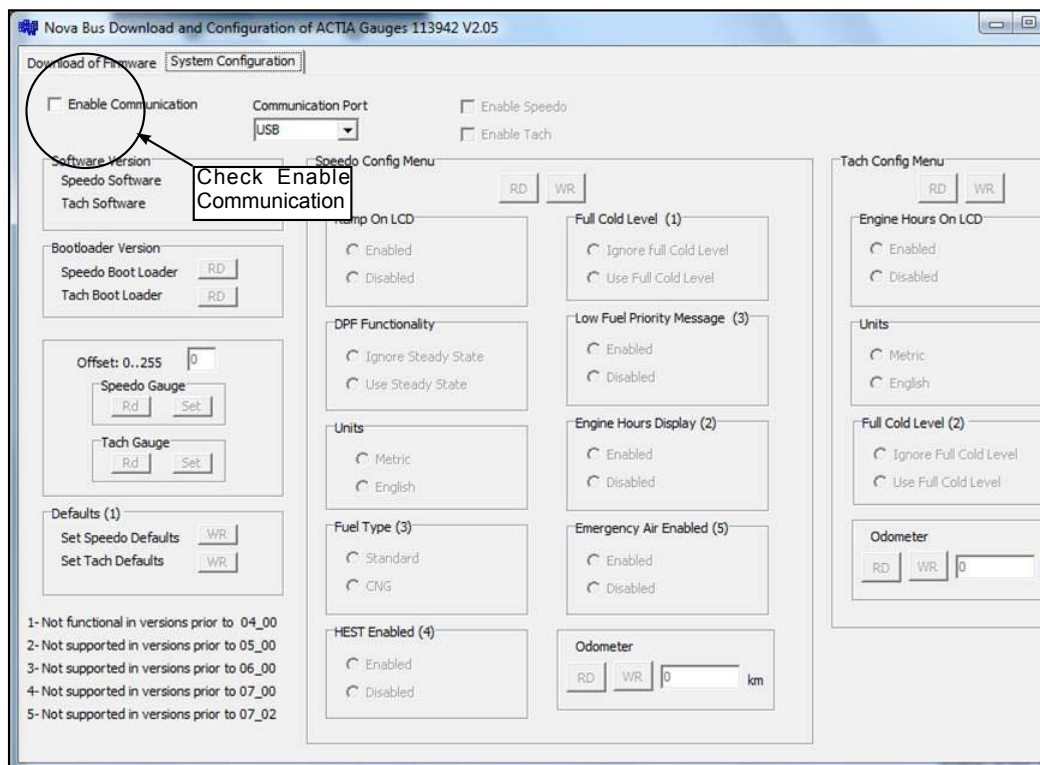 Nova Bus Download and Configuration of ACTIA Gauges 113942 V2.05
Download of Firmware
System Configuration
Enable Communication
Communication Port
USB
Enable Speedo
Enable Tach
Check Enable
Communication
Software Version
Speedo Software
Tach Software
Bootloader Version
Speedo Boot Loader RD
Tach Boot Loader RD
Offset: 0..255 0
Speedo Gauge
Rd Set
Tach Gauge
Rd Set
Defaults (1)
Set Speedo Defaults WR
Set Tach Defaults WR
1- Not functional in versions prior to 04_00
2- Not supported in versions prior to 05_00
3- Not supported in versions prior to 06_00
4- Not supported in versions prior to 07_00
5- Not supported in versions prior to 07_02
Speedo Config Menu
RD WR
On LCD
Enabled
Disabled
DPF Functionality
Ignore Steady State
Use Steady State
Units
Metric
English
Fuel Type (3)
Standard
CNG
HEST Enabled (4)
Enabled
Disabled
Full Cold Level (1)
Ignore full Cold Level
Use Full Cold Level
Low Fuel Priority Message (3)
Enabled
Disabled
Engine Hours Display (2)
Enabled
Disabled
Emergency Air Enabled (5)
Enabled
Disabled
Odometer
RD WR 0 km
Tach Config Menu
RD WR
Engine Hours On LCD
Enabled
Disabled
Units
Metric
English
Full Cold Level (2)
Ignore Full Cold Level
Use Full Cold Level
Odometer
RD WR 0